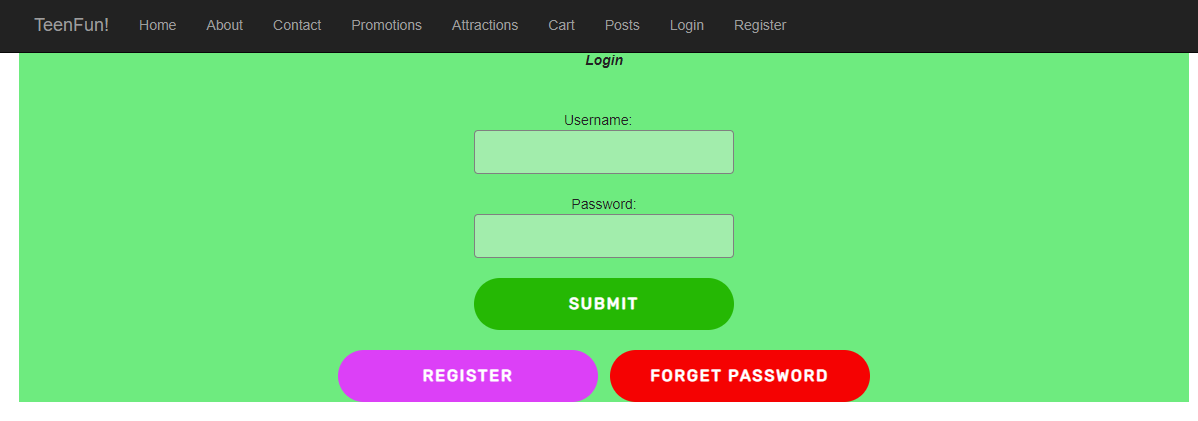 TeenFun! Home About Contact Promotions Attractions Cart Posts Login Register
Login
Username:
Password:
SUBMIT
REGISTER FORGET PASSWORD